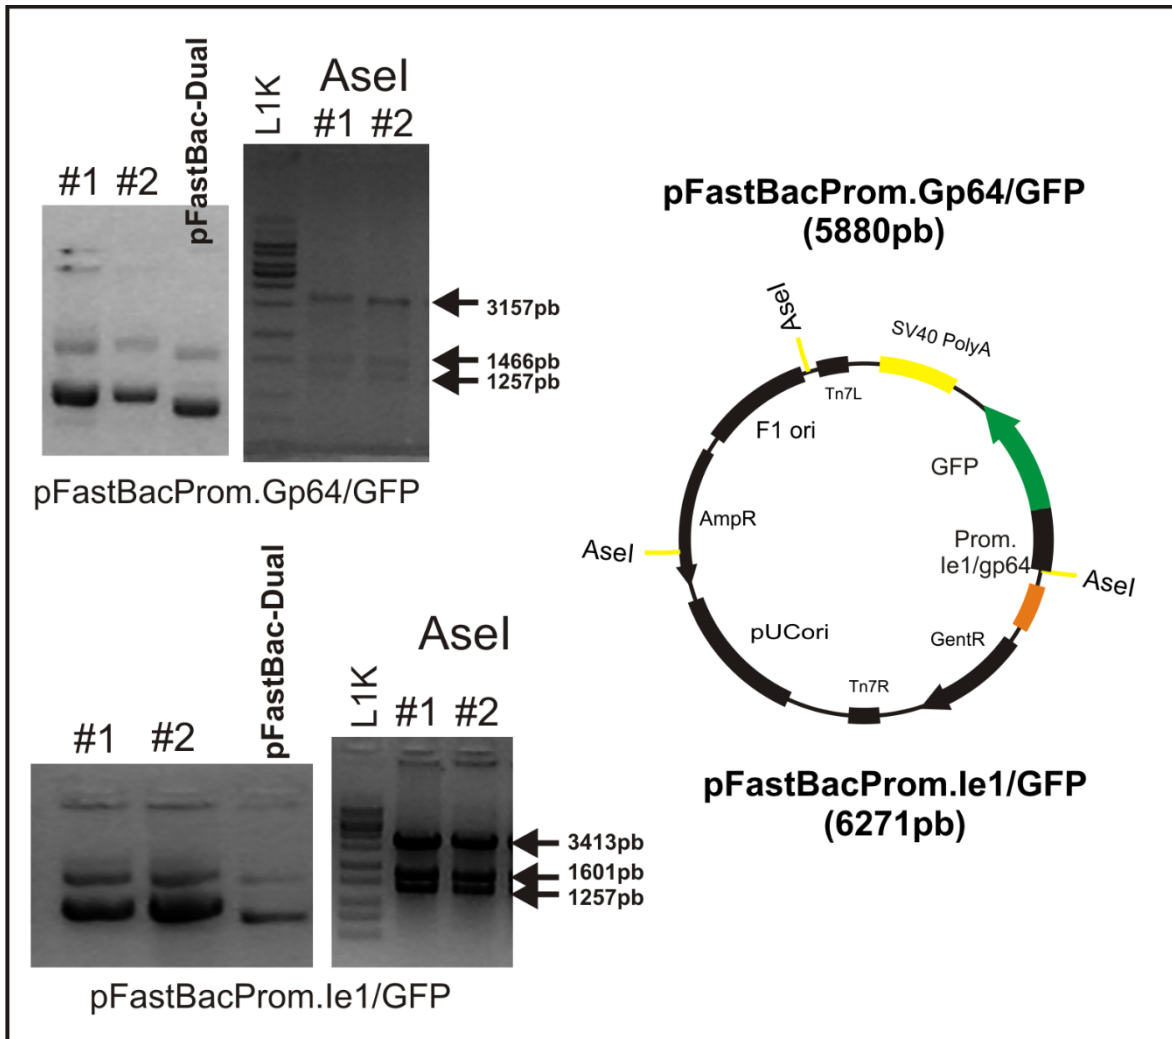 AseI
L1K
pFastBac-Dual
#1 #2
#1 #2
3157pb
1466pb
1257pb
pFastBacProm.Gp64/GFP
pFastBacProm.Gp64/GFP
(5880pb)
AseI
SV40 PolyA
Tn7L
F1 ori
GFP
AmpR
Prom.
Ie1/gp64
AseI
AseI
pUCori
GentR
Tn7R
pFastBacProm.Ie1/GFP
(6271pb)
pFastBac-Dual
AseI
L1K
#1 #2
#1 #2
3413pb
1601pb
1257pb
pFastBacProm.Ie1/GFP